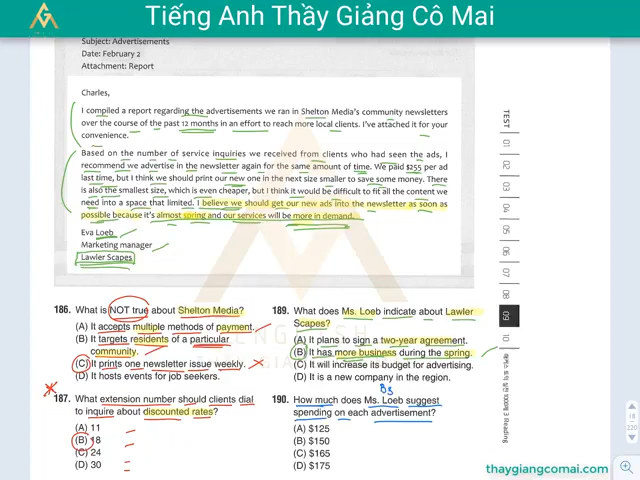 Tiếng Anh Thầy Giảng Cô Mai
Subject: Advertisements
Date: February 2
Attachment: Report
Charles,
I compiled a report regarding the advertisements we ran in Shelton Media's community newsletters
over the course of the past 12 months in an effort to reach more local clients. I've attached it for your
convenience.
Based on the number of service inquiries we received from clients who had seen the ads, I
recommend we advertise in the newsletter again for the same amount of time. We paid $255 per ad
last time, but I think we should print our new one in the next size smaller to save some money. There
is also the smallest size, which is even cheaper, but I think it would be difficult to fit all the content we
need into a space that limited. I believe we should get our new ads into the newsletter as soon as
possible because it's almost spring and our services will be more in demand.
Eva Loeb
Marketing manager
Lawler Scapes
186. What is NOT true about Shelton Media?
(A) It accepts multiple methods of payment.
(B) It targets residents of a particular
community.
(C) It prints one newsletter issue weekly.
(D) It hosts events for job seekers.
187. What extension number should clients dial
to inquire about discounted rates?
(A) 11
(B) 18
(C) 24
(D) 30
189. What does Ms. Loeb indicate about Lawler
Scapes?
(A) It plans to sign a two-year agreement.
(B) It has more business during the spring.
(C) It will increase its budget for advertising.
(D) It is a new company in the region.
190. How much does Ms. Loeb suggest
spending on each advertisement?
(A) $125
(B) $150
(C) $165
(D) $175
TEST
01
02
03
04
05
06
07
08
09
10
18
220
thaygiangcomai.com